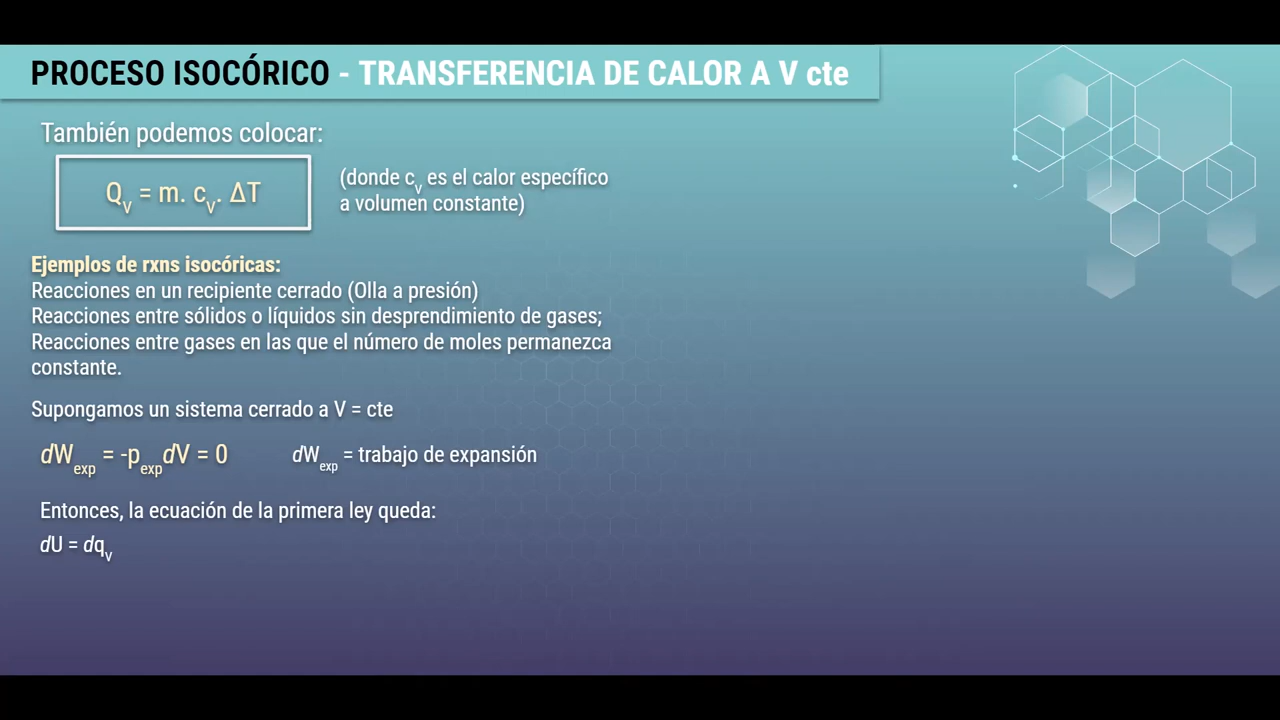 PROCESO ISOCÓRICO - TRANSFERENCIA DE CALOR A V cte
También podemos colocar:
Qv = m. cv. ΔT
(donde cv es el calor específico
a volumen constante)
Ejemplos de rxns isocóricas:
Reacciones en un recipiente cerrado (Olla a presión)
Reacciones entre sólidos o líquidos sin desprendimiento de gases;
Reacciones entre gases en las que el número de moles permanezca
constante.
Supongamos un sistema cerrado a V = cte
dWexp = -pexpdV = 0
dWexp = trabajo de expansión
Entonces, la ecuación de la primera ley queda:
dU = dqv